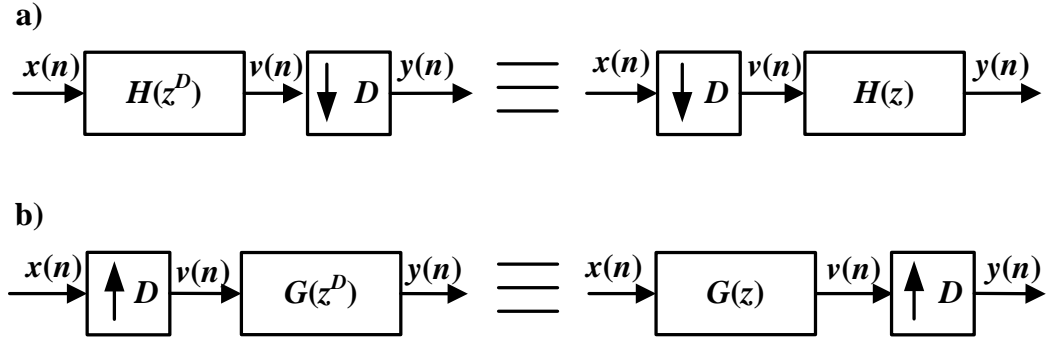 a)
x(n) H(z^D) v(n) ↓ D y(n) ≡ x(n) ↓ D v(n) H(z) y(n)
b)
x(n) ↑ D v(n) G(z^D) y(n) ≡ x(n) G(z) v(n) ↑ D y(n)